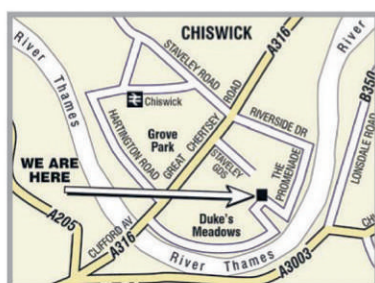 CHISWICK
A316
River
River Thames
STAVELEY ROAD
B350
Chiswick
ROAD
RIVERSIDE DR
LONSDALE ROAD
Grove
Park
HARTINGTON ROAD
GREAT CHERTSEY
STAVELEY
GDS
THE
PROMENADE
WE ARE
HERE
A205
CLIFFORD AV
A316
Duke's
Meadows
River Thames
A3003